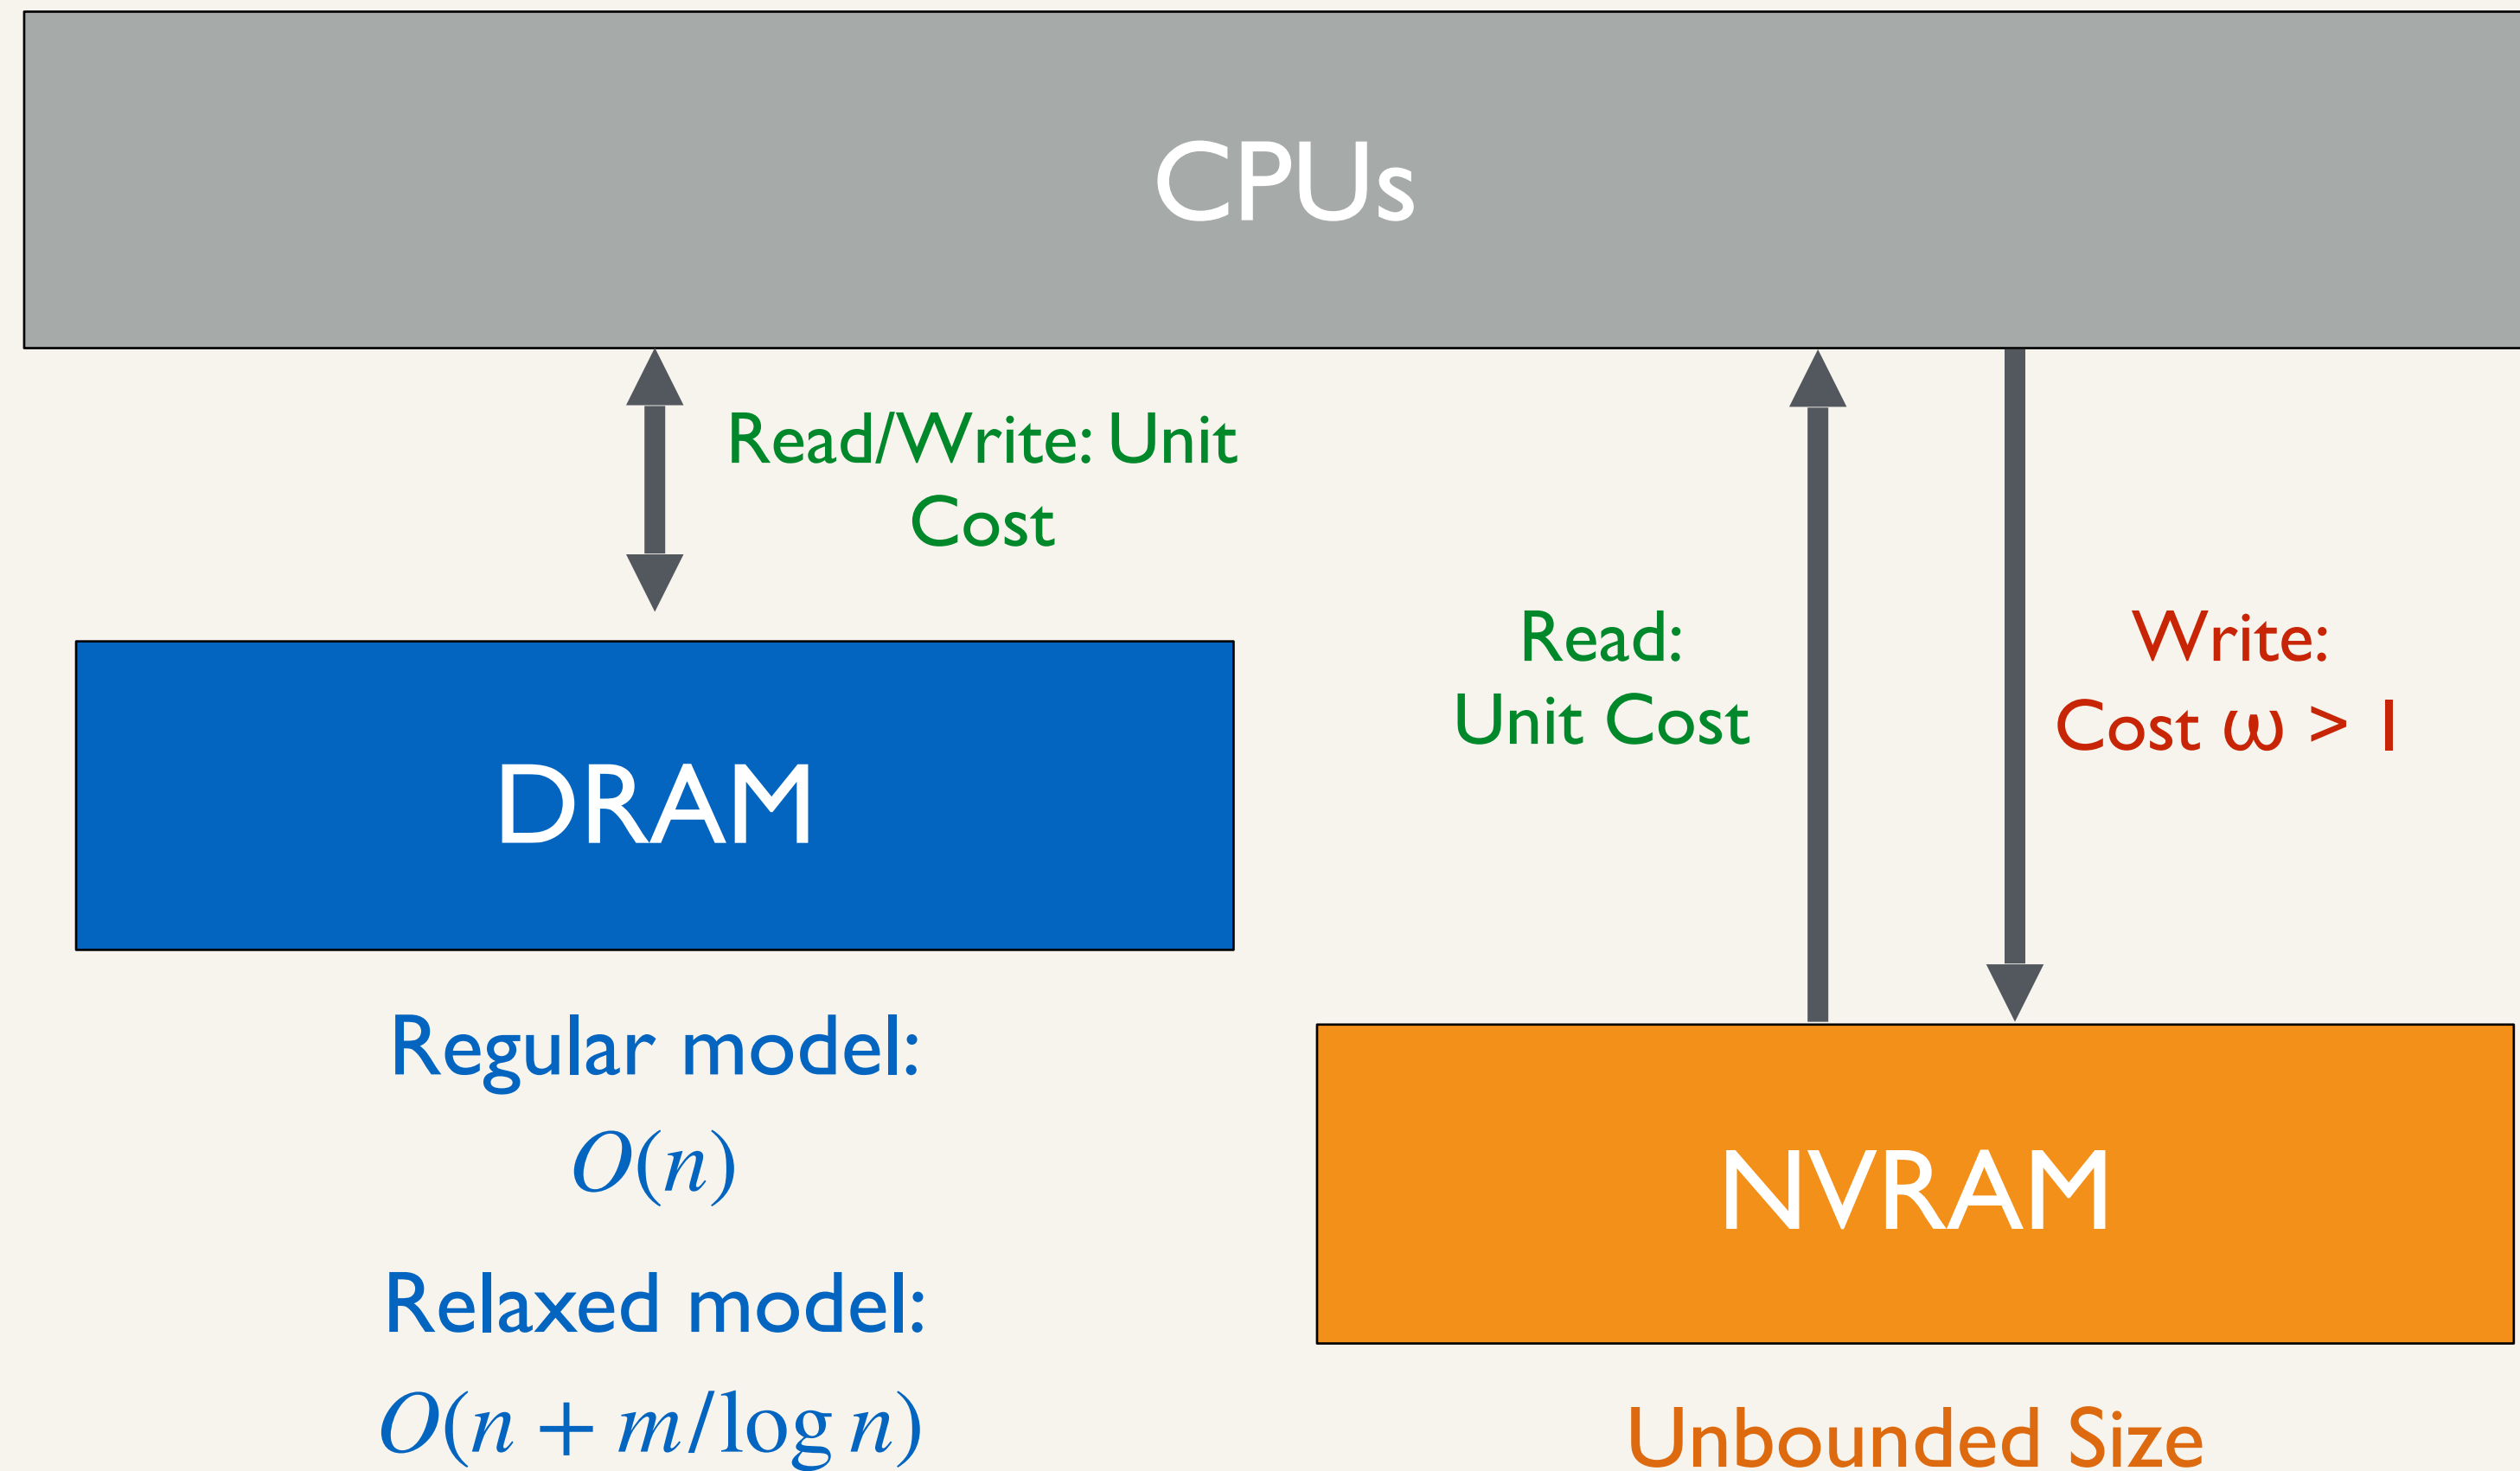 CPUs
Read/Write: Unit
Cost
Read:
Unit Cost
Write:
Cost ω > 1
DRAM
Regular model:
O(n)
Relaxed model:
O(n + m/log n)
NVRAM
Unbounded Size